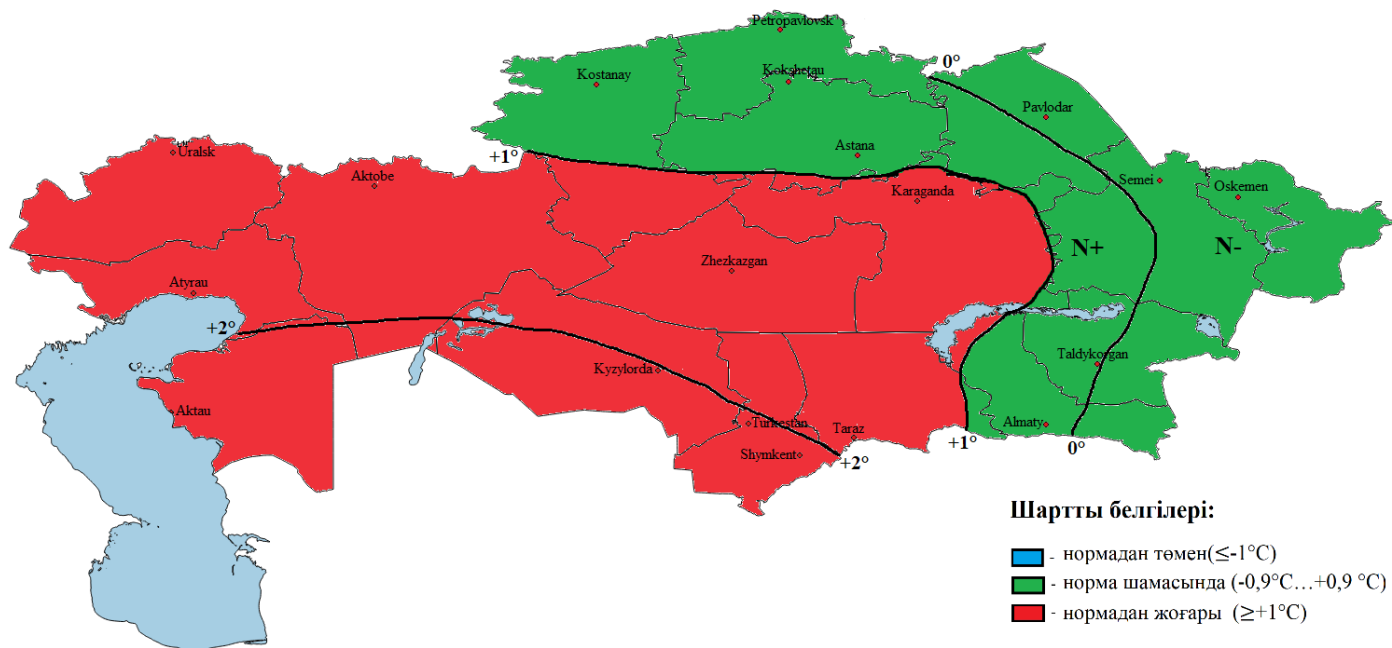 Petropavlovsk
0°
Kostanay
Kokshetau
Pavlodar
Uralsk
+1°
Astana
Aktobe
Semei
Oskemen
Karaganda
N+
N-
Zhezkazgan
Atyrau
+2°
Taldykorgan
Kyzylorda
Aktau
Turkestan
Taraz
Almaty
+1°
0°
Shymkent
+2°
Шартты белгілері:
- нормадан төмен(≤-1°C)
- норма шамасында (-0,9°C…+0,9 °C)
- нормадан жоғары (≥+1°C)